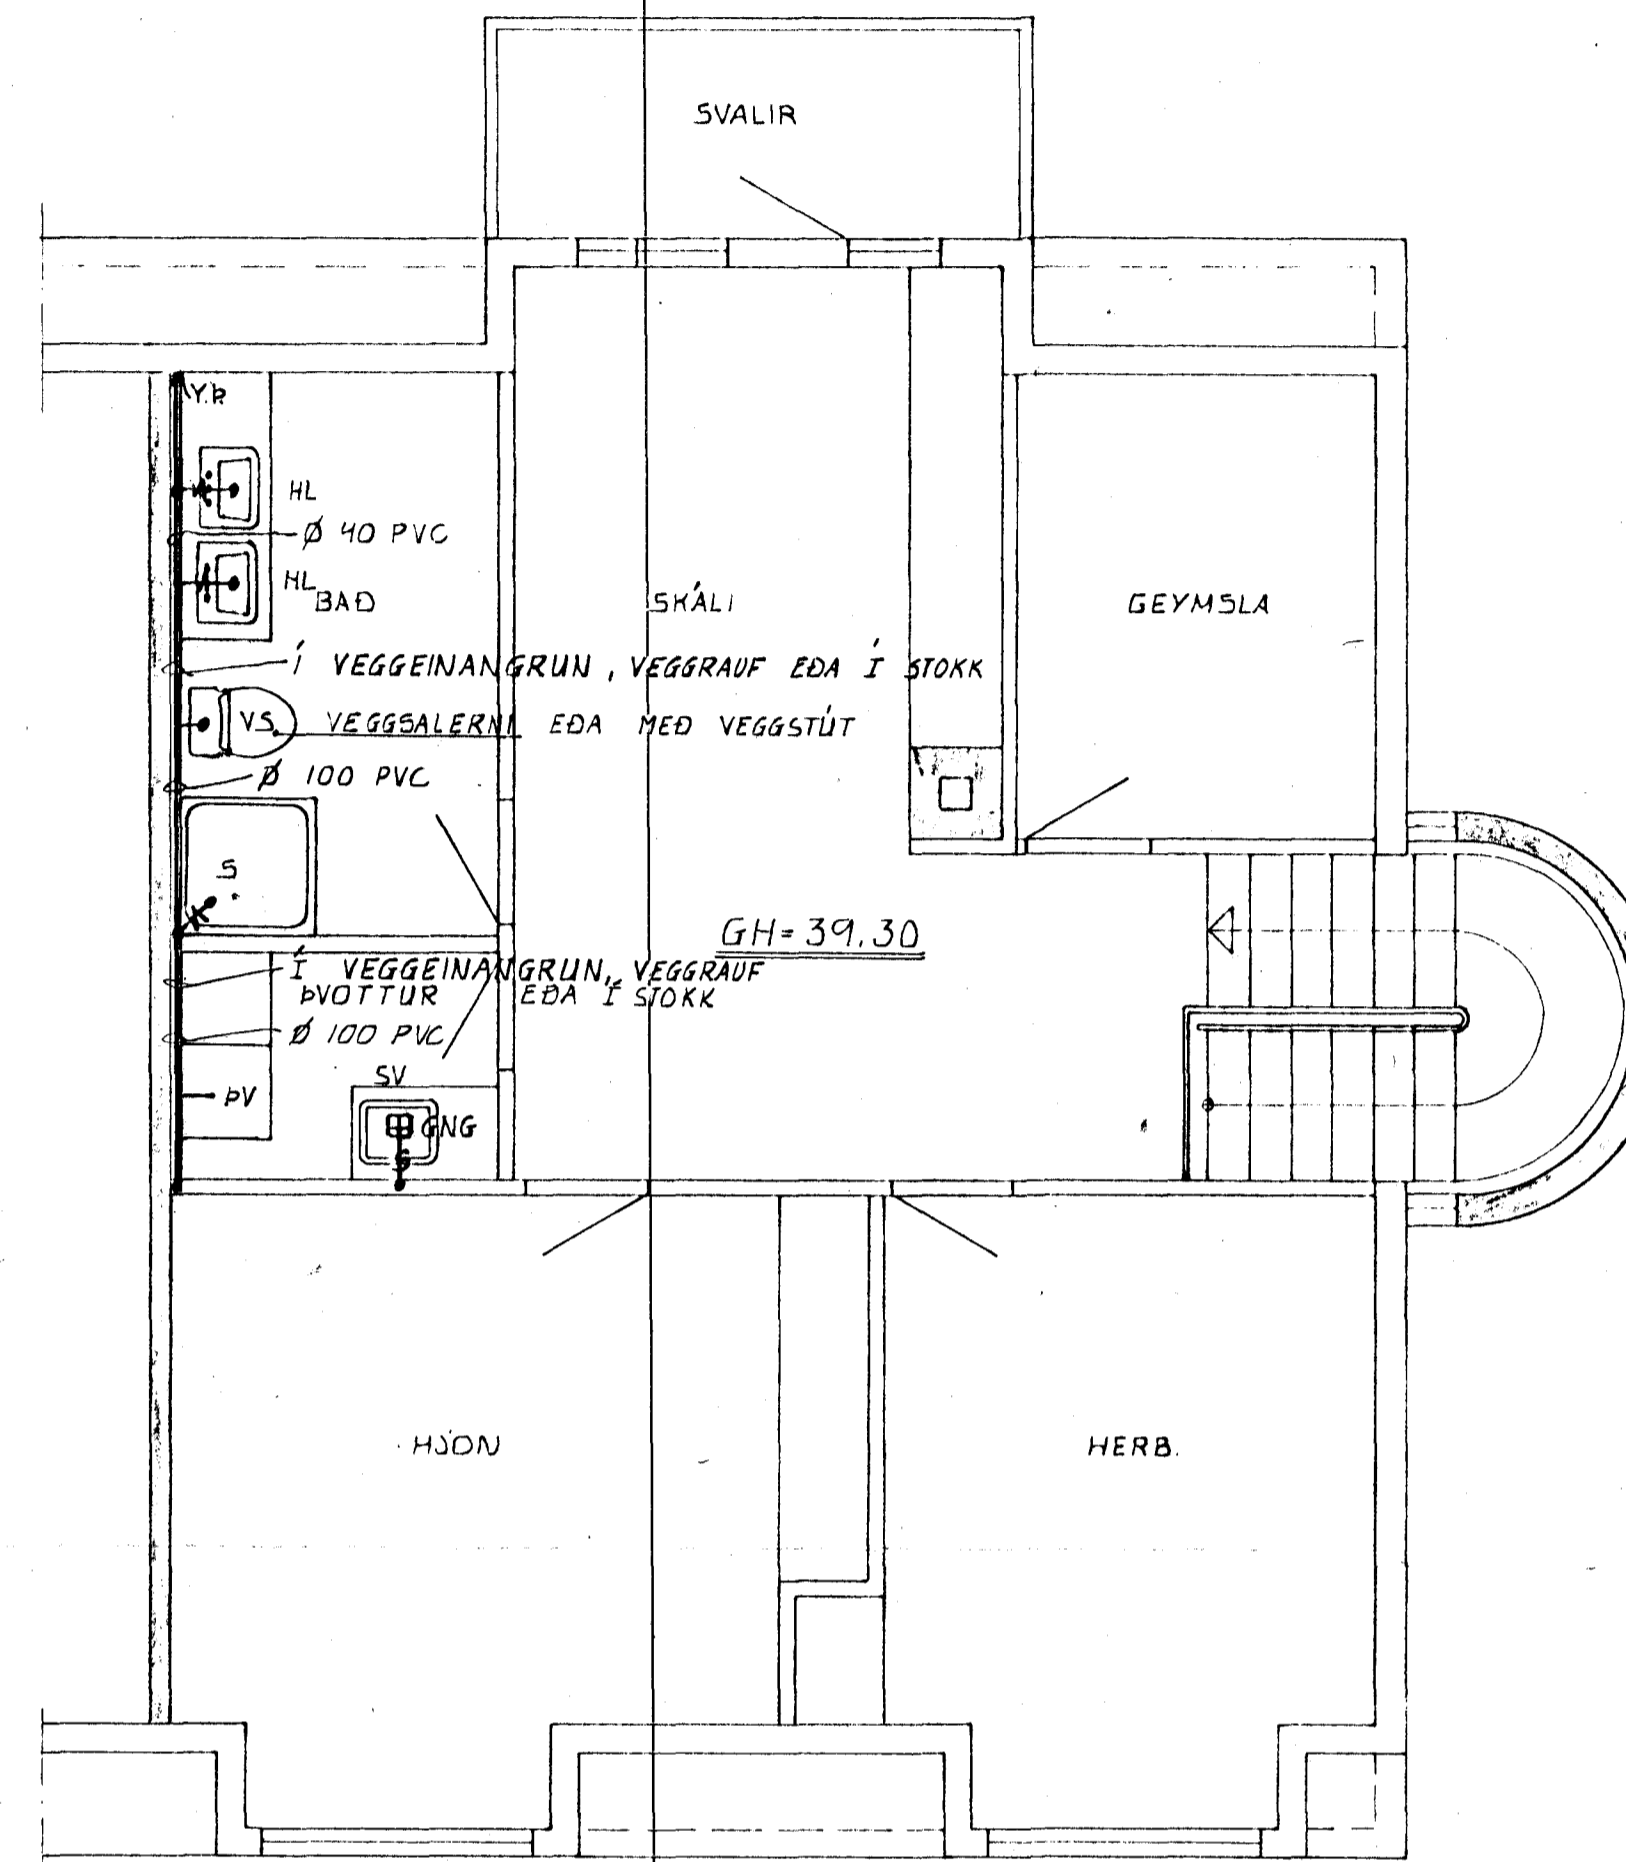 SVALIR
Y.Þ
HL
Ø 40 PVC
HL
BAÐ
SKÁLI
GEYMSLA
Í VEGGEINANGRUN, VEGGRAUF EÐA Í STOKK
VS. VEGGSALERNI EÐA MEÐ VEGGSTÚT
Ø 100 PVC
S
GH= 39.30
Í VEGGEINANGRUN, VEGGRAUF
ÞVOTTUR EÐA Í STOKK
Ø 100 PVC
SV
ÞV
GNG
HJÓN
HERB.